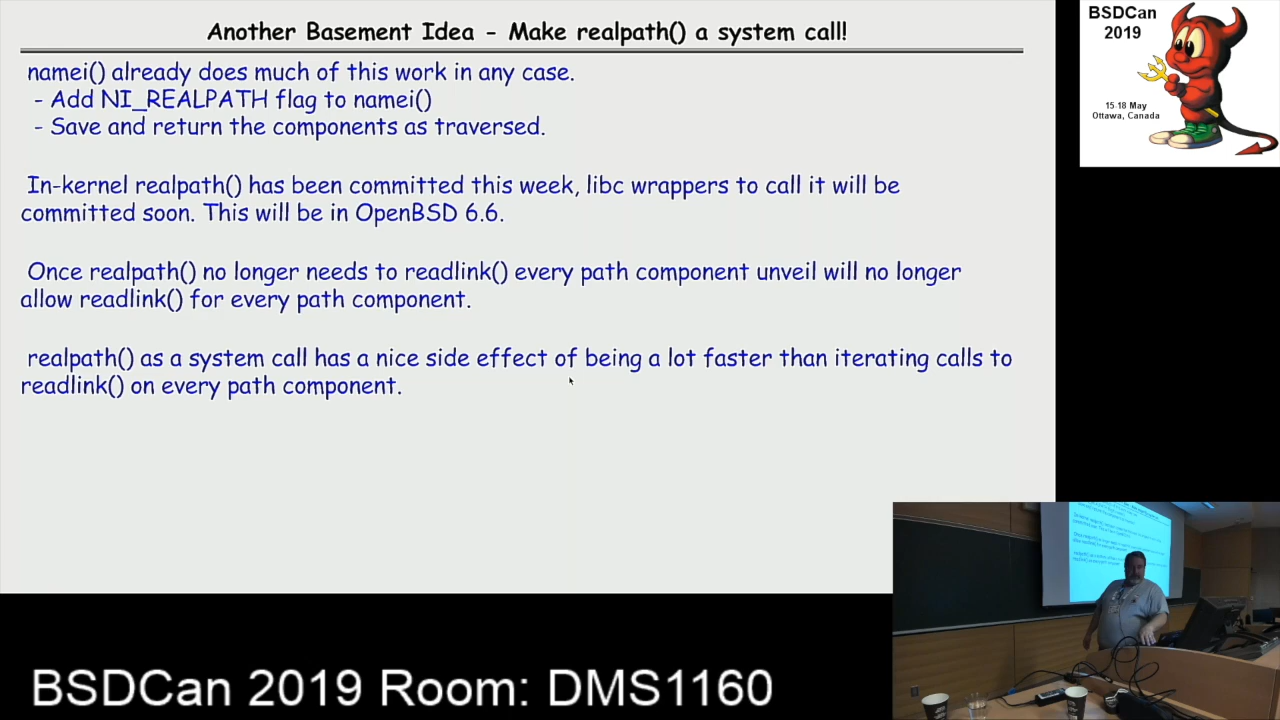 Another Basement Idea - Make realpath() a system call!
namei() already does much of this work in any case.
- Add NI_REALPATH flag to namei()
- Save and return the components as traversed.
In-kernel realpath() has been committed this week, libc wrappers to call it will be
committed soon. This will be in OpenBSD 6.6.
Once realpath() no longer needs to readlink() every path component unveil will no longer
allow readlink() for every path component.
realpath() as a system call has a nice side effect of being a lot faster than iterating calls to
readlink() on every path component.
BSDCan
2019
15-18 May
Ottawa, Canada
BSDCan 2019 Room: DMS1160